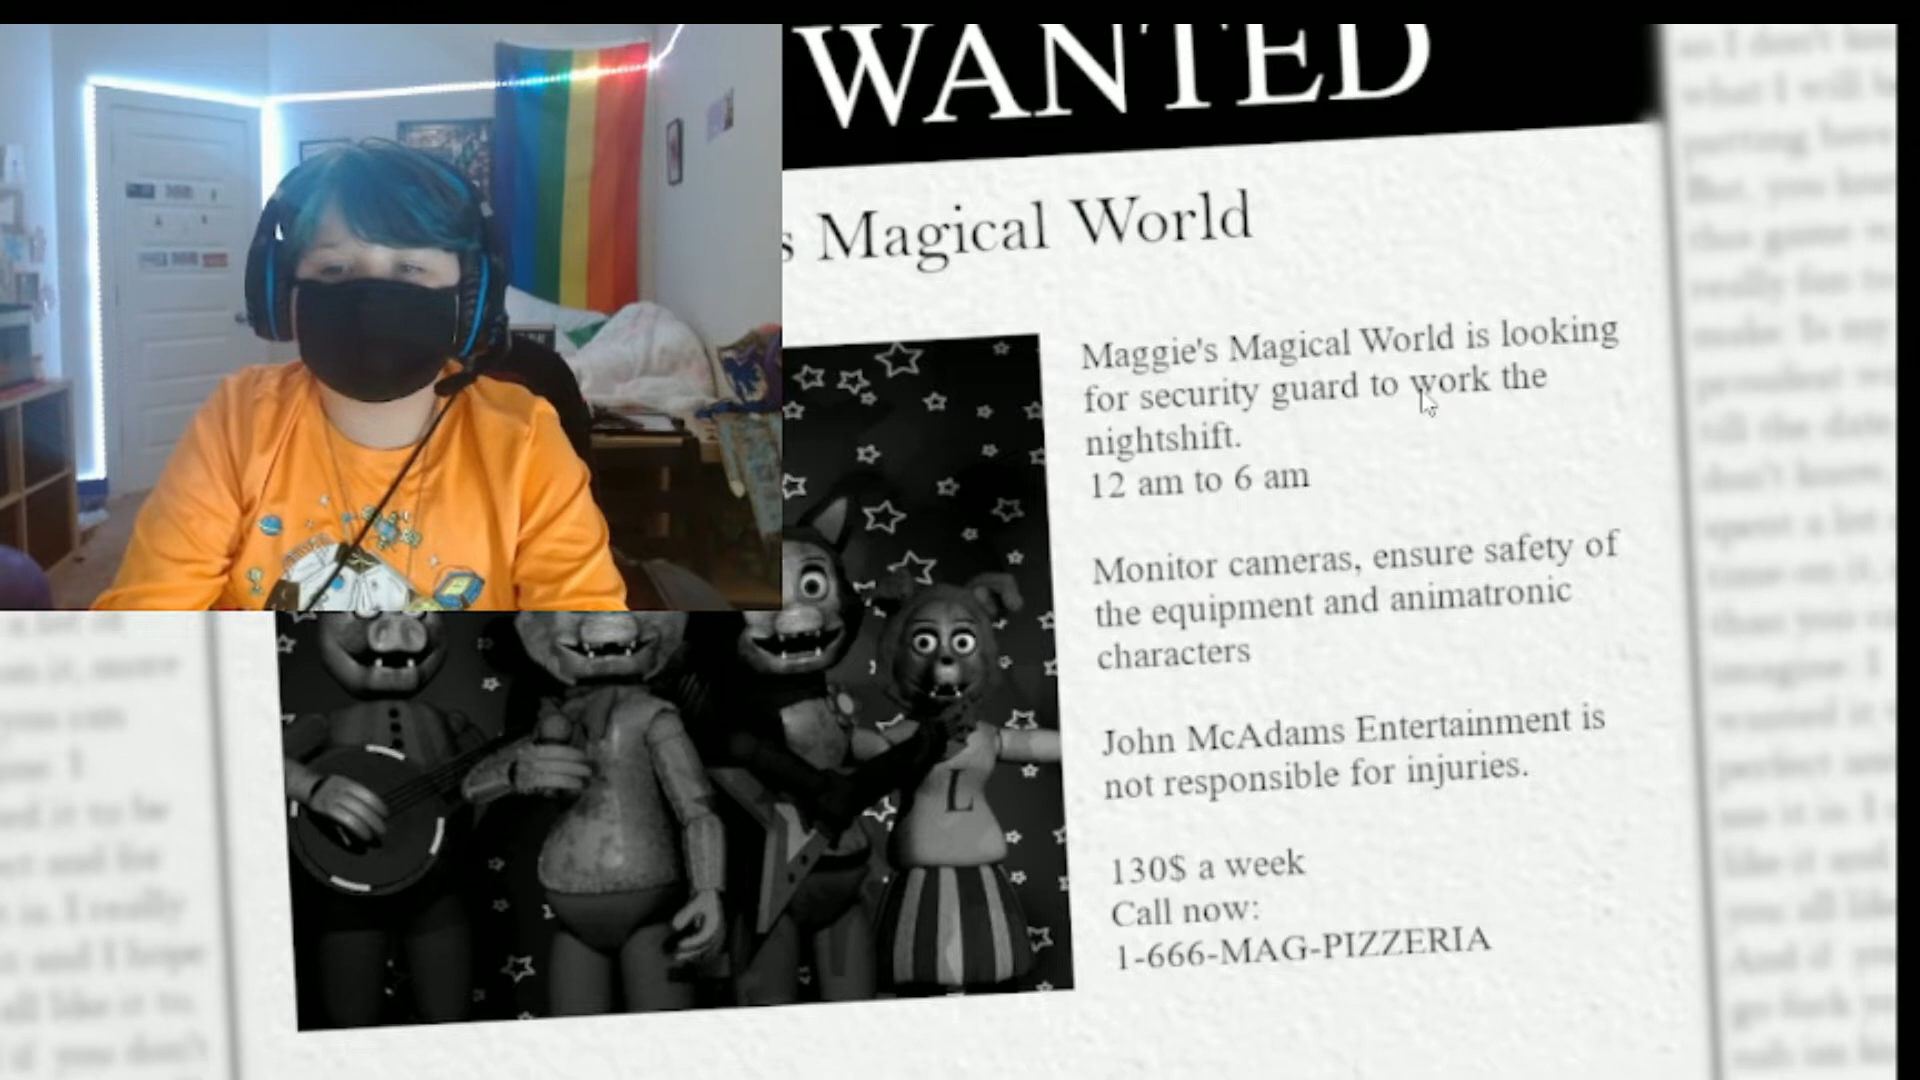 WANTED
s Magical World
Maggie's Magical World is looking
for security guard to work the
nightshift.
12 am to 6 am
Monitor cameras, ensure safety of
the equipment and animatronic
characters
John McAdams Entertainment is
not responsible for injuries.
130$ a week
Call now:
1-666-MAG-PIZZERIA
L